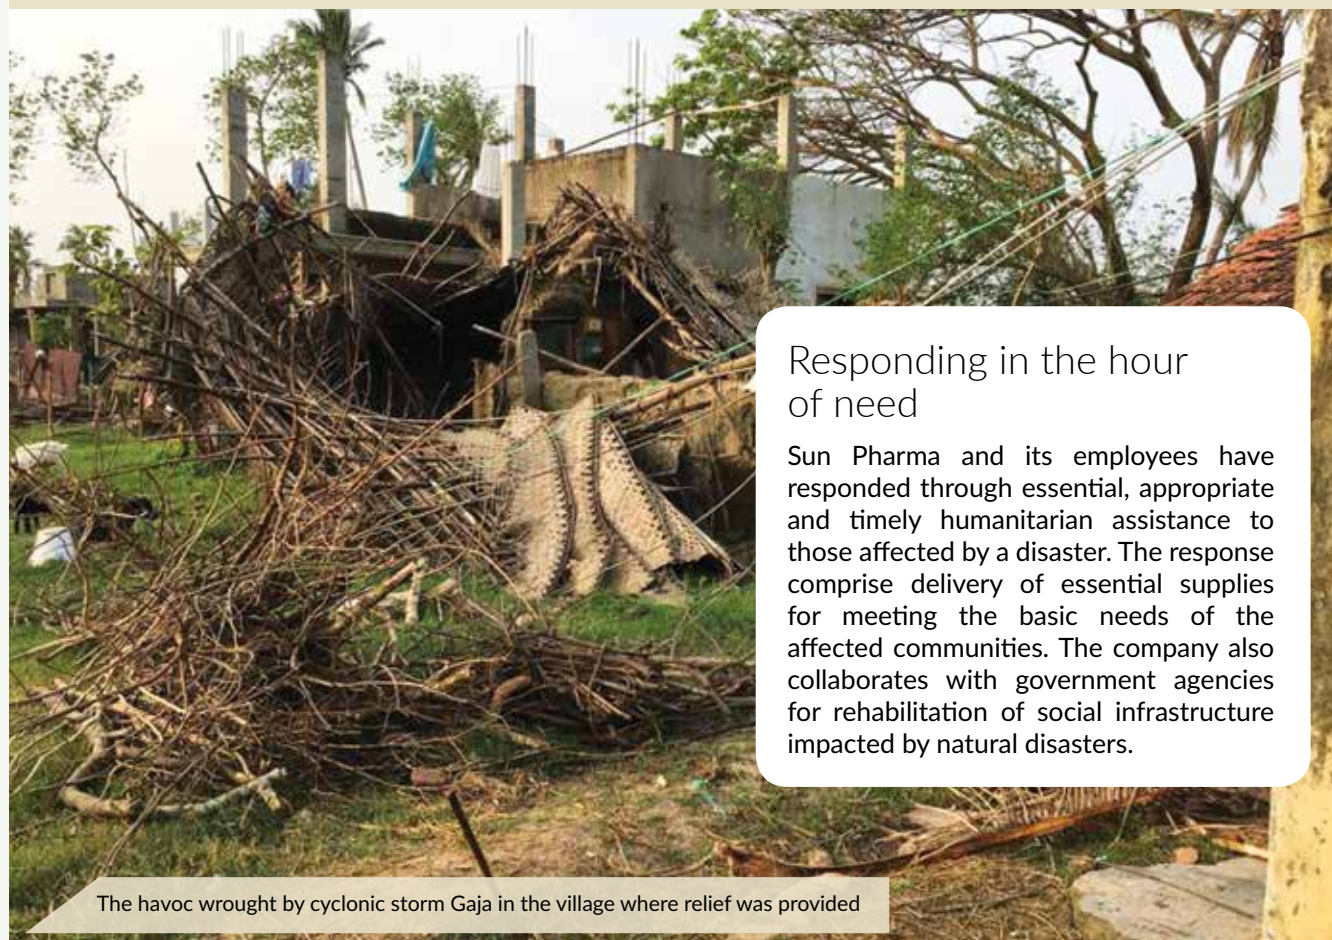 Responding in the hour
of need
Sun Pharma and its employees have
responded through essential, appropriate
and timely humanitarian assistance to
those affected by a disaster. The response
comprise delivery of essential supplies
for meeting the basic needs of the
affected communities. The company also
collaborates with government agencies
for rehabilitation of social infrastructure
impacted by natural disasters.
The havoc wrought by cyclonic storm Gaja in the village where relief was provided